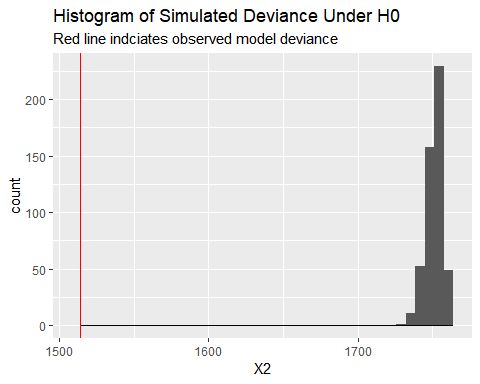 Histogram of Simulated Deviance Under H0
Red line indciates observed model deviance
200
150
100
50
0
count
1500
1600
1700
X2